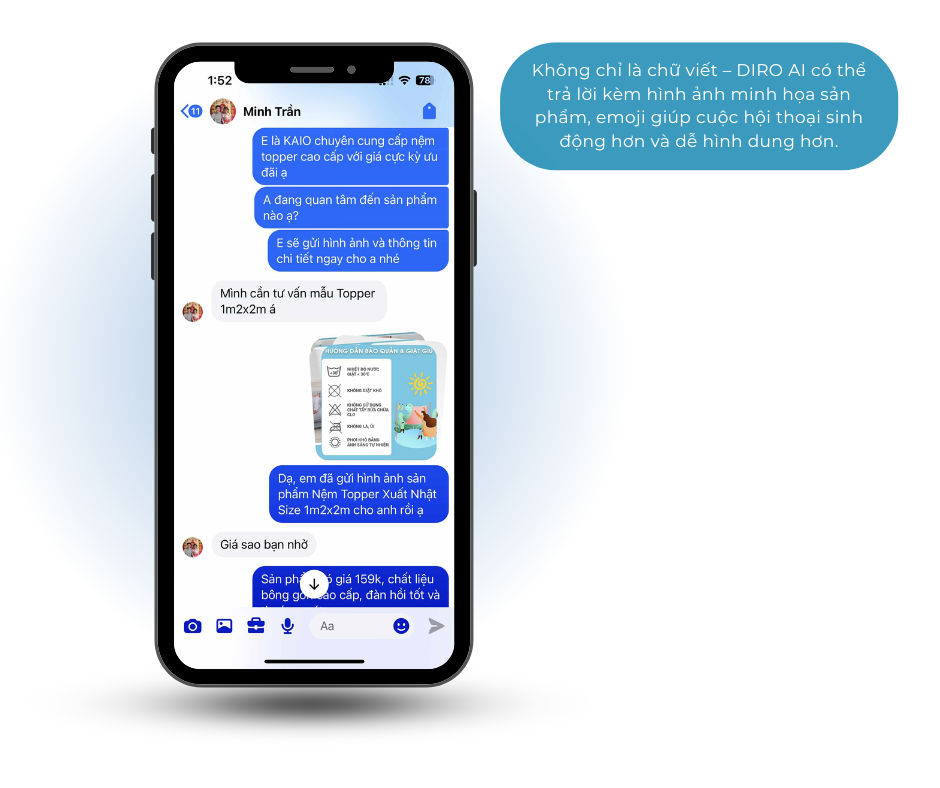 1:52
78
11
Minh Trần
E là KAIO chuyên cung cấp nệm
topper cao cấp với giá cực kỳ ưu
đãi ạ
A đang quan tâm đến sản phẩm
nào ạ?
E sẽ gửi hình ảnh và thông tin
chi tiết ngay cho a nhé
Mình cần tư vấn mẫu Topper
1m2x2m á
HƯỚNG DẪN BẢO QUẢN & GIẶT GIŨ
NHIỆT ĐỘ NƯỚC
GIẶT < 30°C
KHÔNG GIẶT KHÔ
KHÔNG SỬ DỤNG
CHẤT TẨY RỬA CHỨA
CLO
KHÔNG LÀ, ỦI
PHƠI KHÔ BẰNG
ÁNH SÁNG TỰ NHIÊN
Dạ, em đã gửi hình ảnh sản
phẩm Nệm Topper Xuất Nhật
Size 1m2x2m cho anh rồi ạ
Giá sao bạn nhờ
Sản ph ó giá 159k, chất liệu
bông gòn cao cấp, đàn hồi tốt và
Aa
Không chỉ là chữ viết – DIRO AI có thể
trả lời kèm hình ảnh minh họa sản
phẩm, emoji giúp cuộc hội thoại sinh
động hơn và dễ hình dung hơn.